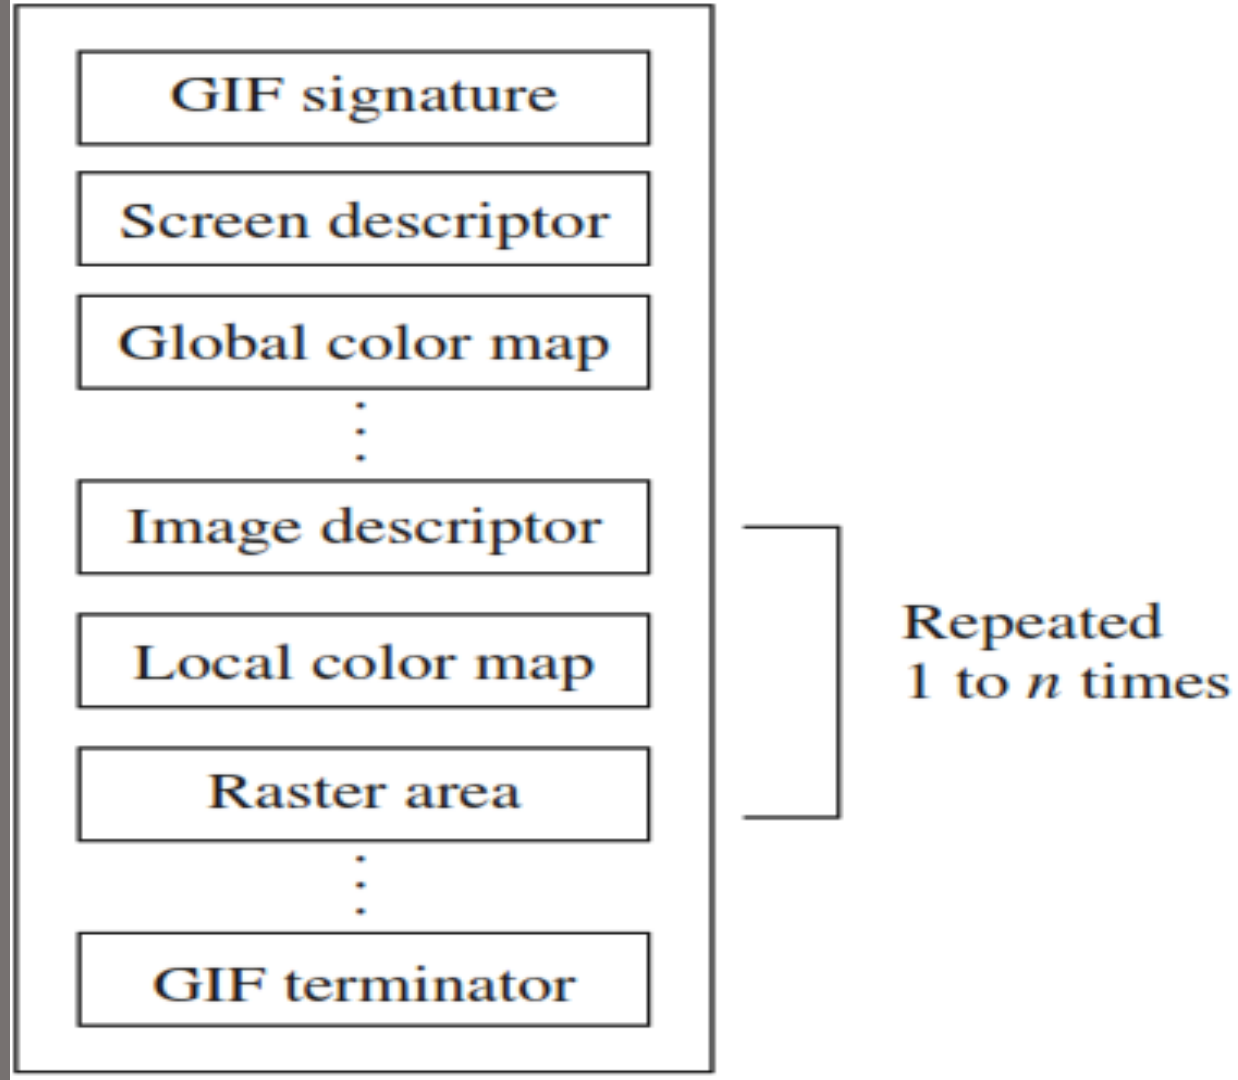 GIF signature
Screen descriptor
Global color map
Image descriptor
Local color map
Raster area
GIF terminator
Repeated
1 to n times